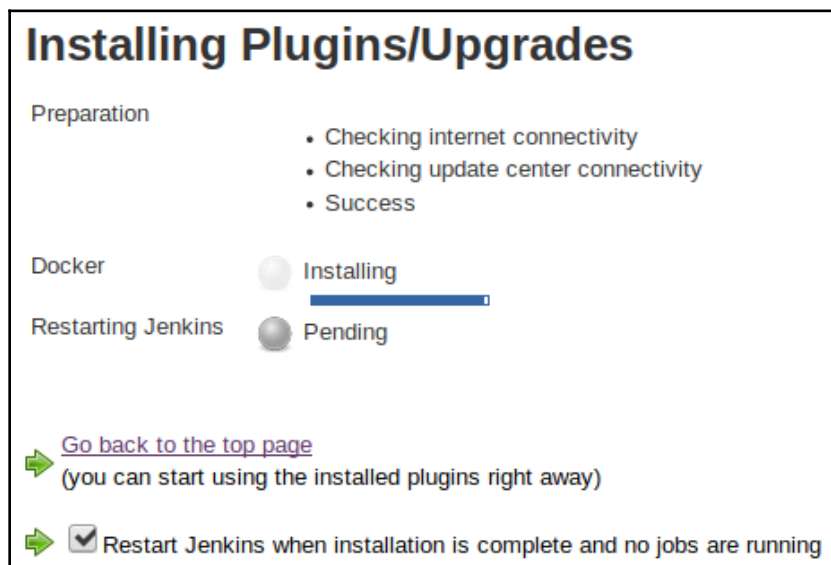 Installing Plugins/Upgrades
Preparation
• Checking internet connectivity
• Checking update center connectivity
• Success
Docker Installing
Restarting Jenkins Pending
Go back to the top page
(you can start using the installed plugins right away)
Restart Jenkins when installation is complete and no jobs are running